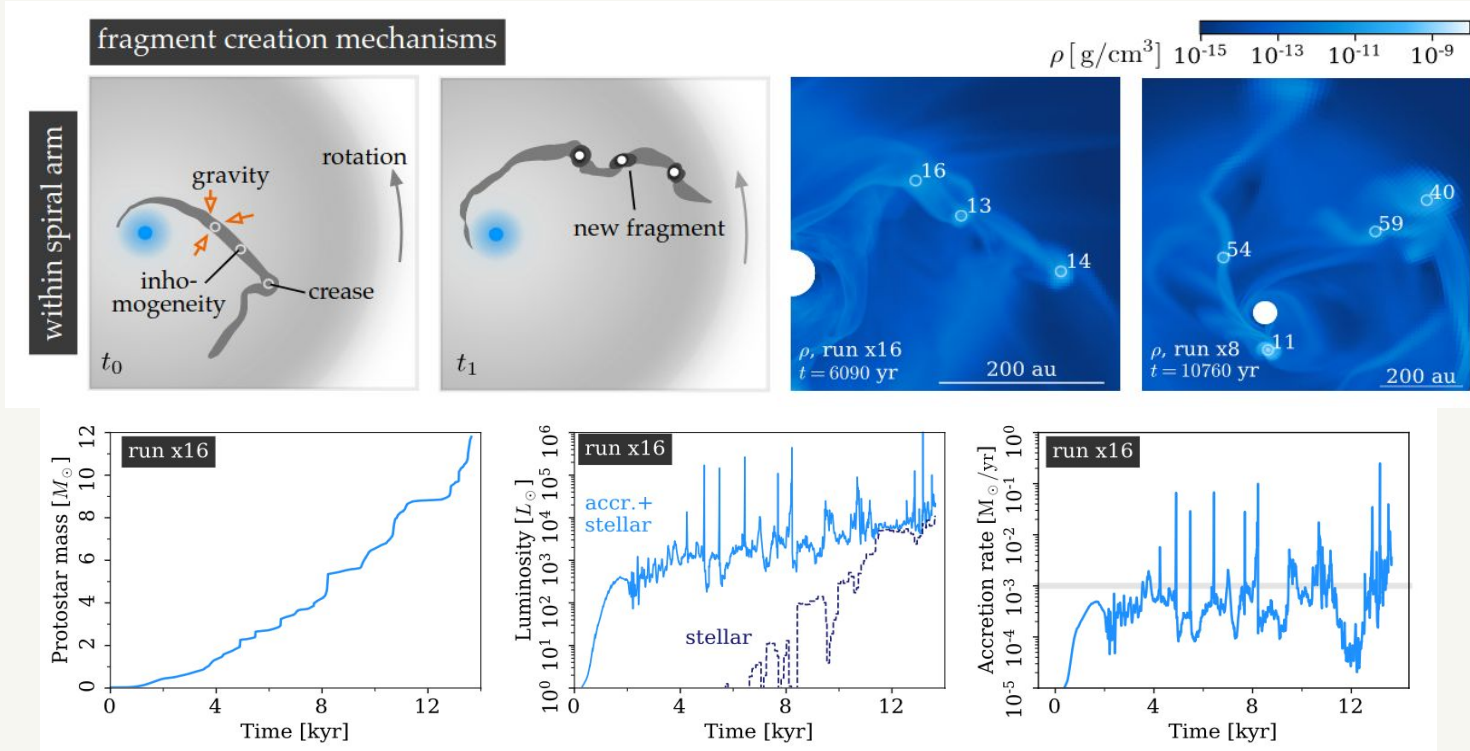 fragment creation mechanisms
ρ [g/cm³]
10⁻¹⁵ 10⁻¹³ 10⁻¹¹ 10⁻⁹
within spiral arm
gravity
rotation
inho-
mogeneity
crease
t₀
new fragment
t₁
16
13
14
ρ, run x16
t = 6090 yr
200 au
40
59
54
11
ρ, run x8
t = 10760 yr
200 au
run x16
Protostar mass [M⊙]
12
10
8
6
4
2
0
0 4 8 12
Time [kyr]
run x16
accr.+
stellar
stellar
Luminosity [L⊙]
10⁶
10⁵
10⁴
10³
10²
10¹
10⁰
0 4 8 12
Time [kyr]
run x16
Accretion rate [M⊙/yr]
10⁰
10⁻¹
10⁻²
10⁻³
10⁻⁴
10⁻⁵
0 4 8 12
Time [kyr]